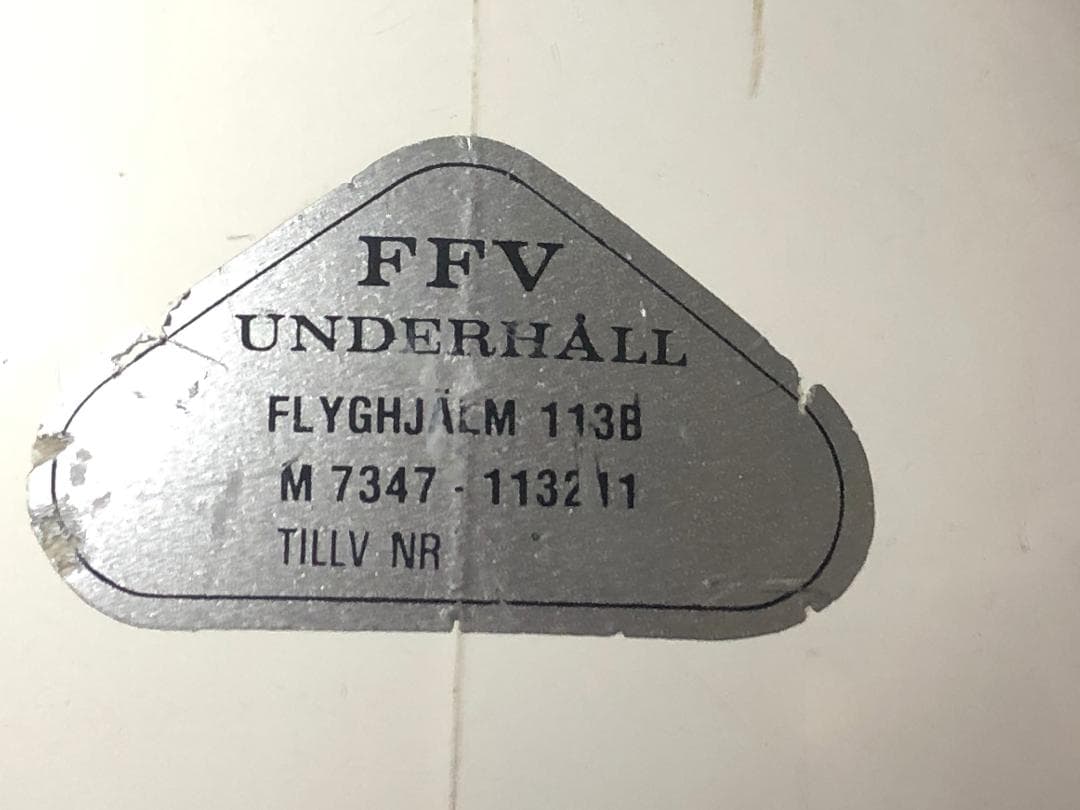 FFV
UNDERHÅLL
FLYGHJÄLM 113B
M 7347 - 113211
TILLV NR